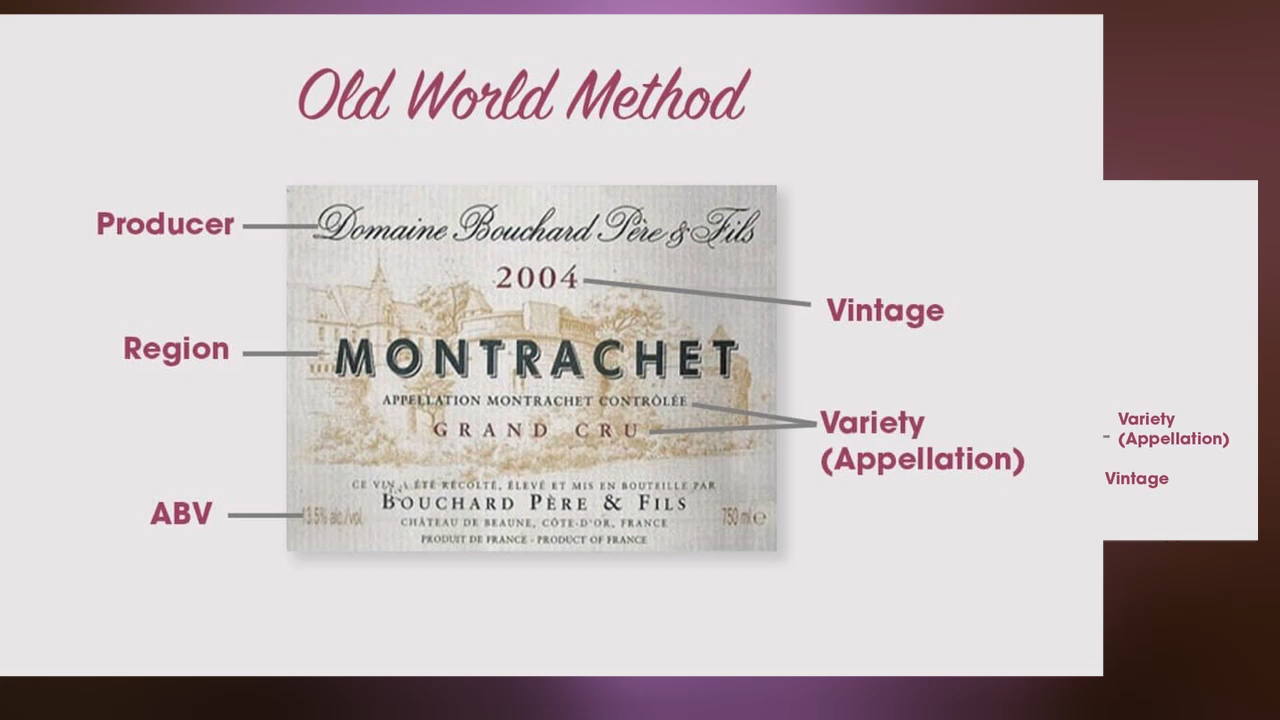 Old World Method
Producer
Domaine Bouchard Père & Fils
2004
Vintage
Region
MONTRACHET
APPELLATION MONTRACHET CONTRÔLÉE
GRAND CRU
Variety
(Appellation)
Variety
(Appellation)
Vintage
CE VIN A ÉTÉ RÉCOLTÉ, ÉLEVÉ ET MIS EN BOUTEILLE PAR
BOUCHARD PÈRE & FILS
ABV
13.5% alc./vol.
CHÂTEAU DE BEAUNE, CÔTE-D'OR, FRANCE
750 ml e
PRODUIT DE FRANCE - PRODUCT OF FRANCE